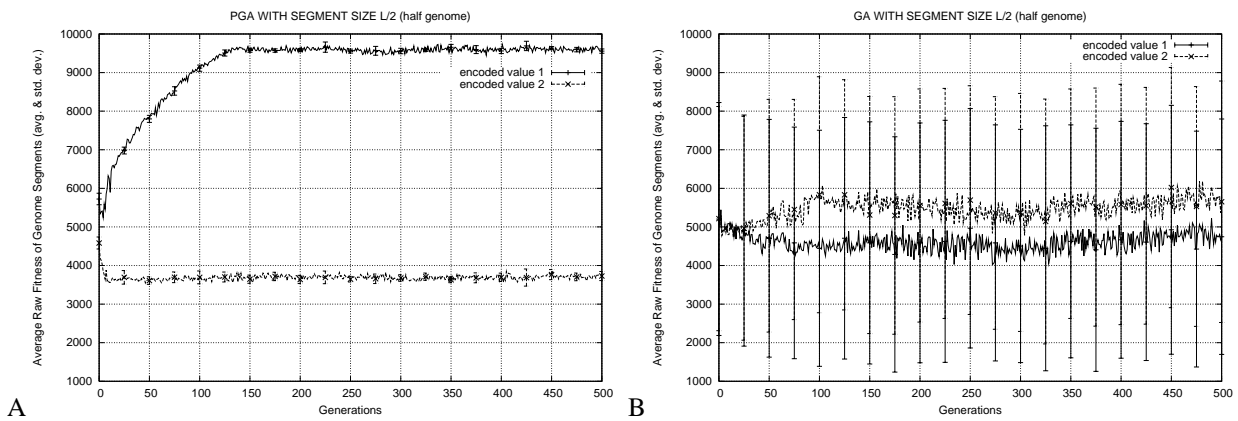 PGA WITH SEGMENT SIZE L/2 (half genome)
10000
9000
8000
7000
6000
5000
4000
3000
2000
1000
Average Raw Fitness of Genome Segments (avg. & std. dev.)
encoded value 1
encoded value 2
0 50 100 150 200 250 300 350 400 450 500
Generations
A
GA WITH SEGMENT SIZE L/2 (half genome)
10000
9000
8000
7000
6000
5000
4000
3000
2000
1000
Average Raw Fitness of Genome Segments (avg. & std. dev.)
encoded value 1
encoded value 2
0 50 100 150 200 250 300 350 400 450 500
Generations
B